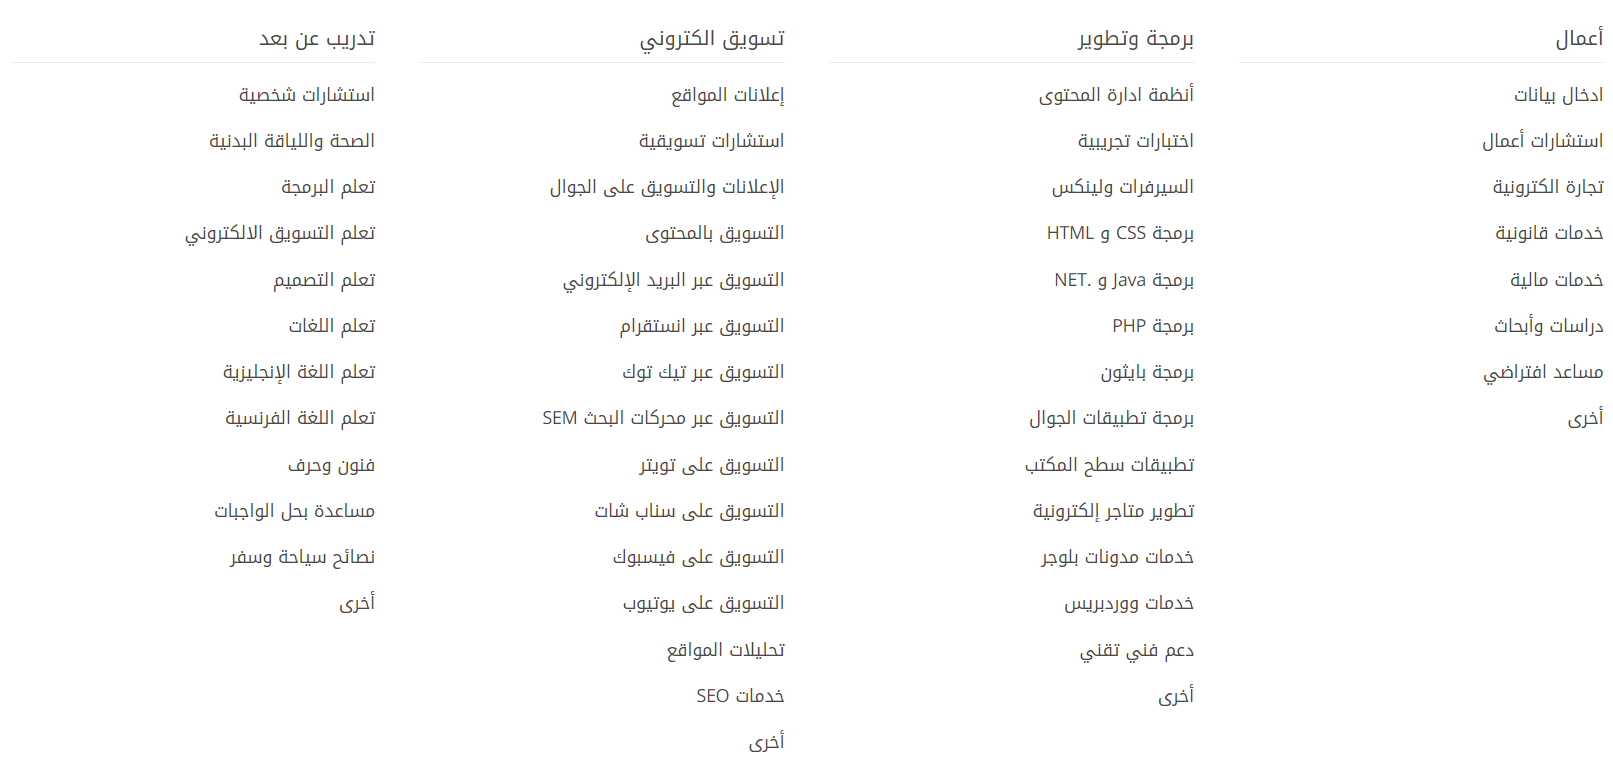 أعمال
ادخال بيانات
استشارات أعمال
تجارة الكترونية
خدمات قانونية
خدمات مالية
دراسات وأبحاث
مساعد افتراضي
أخرى
برمجة وتطوير
أنظمة ادارة المحتوى
اختبارات تجريبية
السيرفرات ولينكس
برمجة CSS و HTML
برمجة Java و .NET
برمجة PHP
برمجة بايثون
برمجة تطبيقات الجوال
تطبيقات سطح المكتب
تطوير متاجر إلكترونية
خدمات مدونات بلوجر
خدمات ووردبريس
دعم فني تقني
أخرى
تسويق الكتروني
إعلانات المواقع
استشارات تسويقية
الإعلانات والتسويق على الجوال
التسويق بالمحتوى
التسويق عبر البريد الإلكتروني
التسويق عبر انستقرام
التسويق عبر تيك توك
التسويق عبر محركات البحث SEM
التسويق على تويتر
التسويق على سناب شات
التسويق على فيسبوك
التسويق على يوتيوب
تحليلات المواقع
خدمات SEO
أخرى
تدريب عن بعد
استشارات شخصية
الصحة واللياقة البدنية
تعلم البرمجة
تعلم التسويق الالكتروني
تعلم التصميم
تعلم اللغات
تعلم اللغة الإنجليزية
تعلم اللغة الفرنسية
فنون وحرف
مساعدة بحل الواجبات
نصائح سياحة وسفر
أخرى